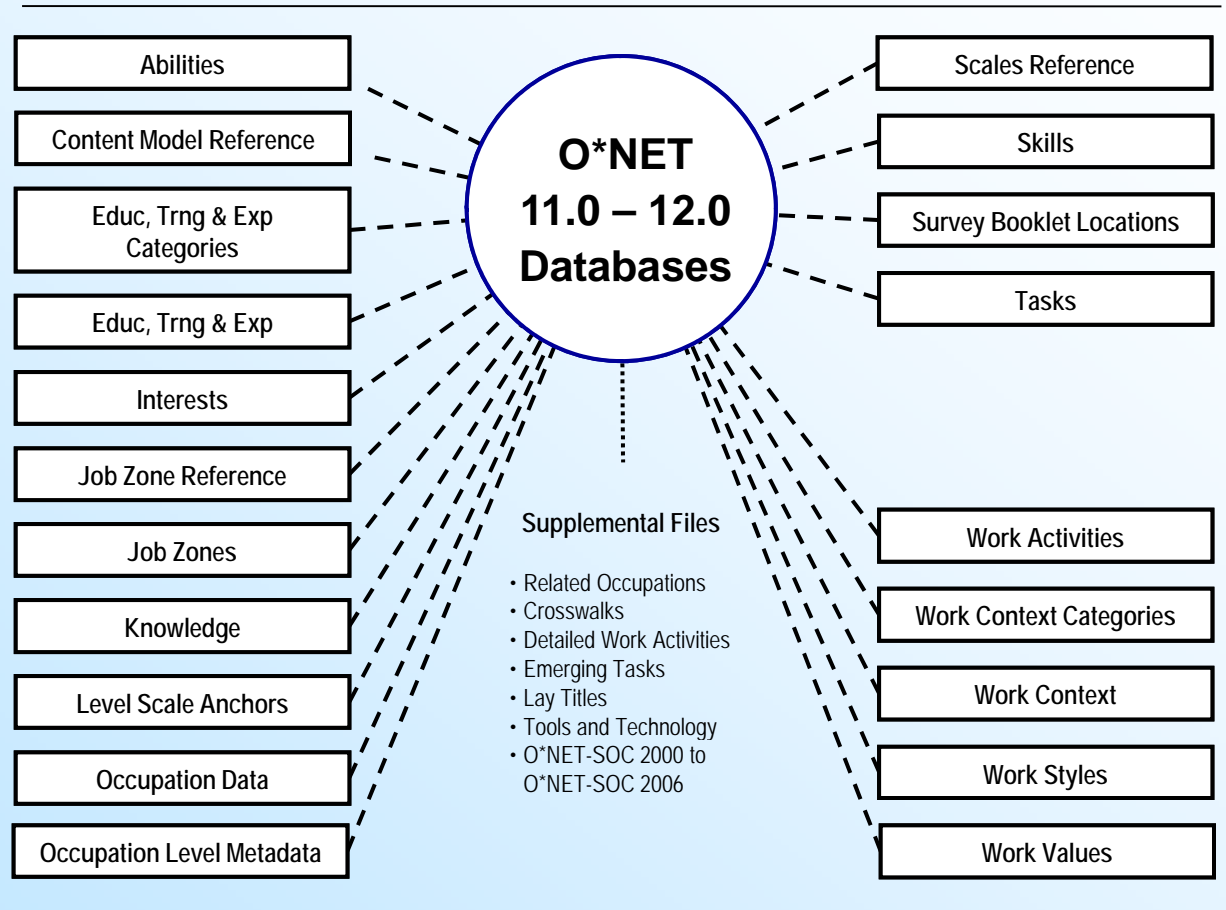 Abilities
Content Model Reference
Educ, Trng & Exp
Categories
Educ, Trng & Exp
Interests
Job Zone Reference
Job Zones
Knowledge
Level Scale Anchors
Occupation Data
Occupation Level Metadata
O*NET
11.0 – 12.0
Databases
Supplemental Files
• Related Occupations
• Crosswalks
• Detailed Work Activities
• Emerging Tasks
• Lay Titles
• Tools and Technology
• O*NET-SOC 2000 to
O*NET-SOC 2006
Scales Reference
Skills
Survey Booklet Locations
Tasks
Work Activities
Work Context Categories
Work Context
Work Styles
Work Values